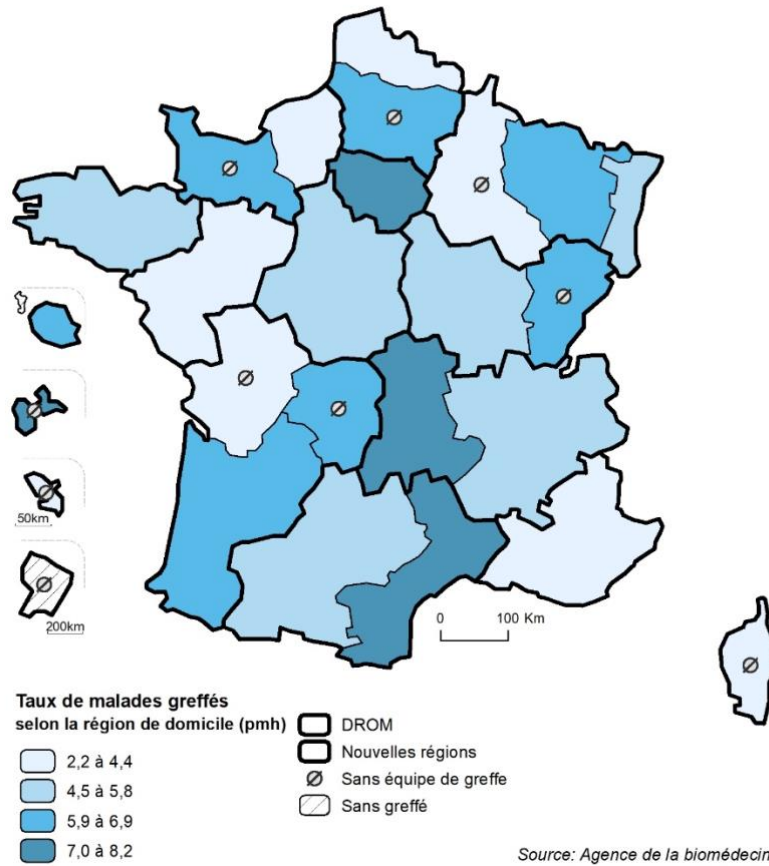 50km
200km
0 100 Km
Taux de malades greffés
selon la région de domicile (pmh)
2,2 à 4,4
4,5 à 5,8
5,9 à 6,9
7,0 à 8,2
DROM
Nouvelles régions
Sans équipe de greffe
Sans greffé
Source: Agence de la biomédecin